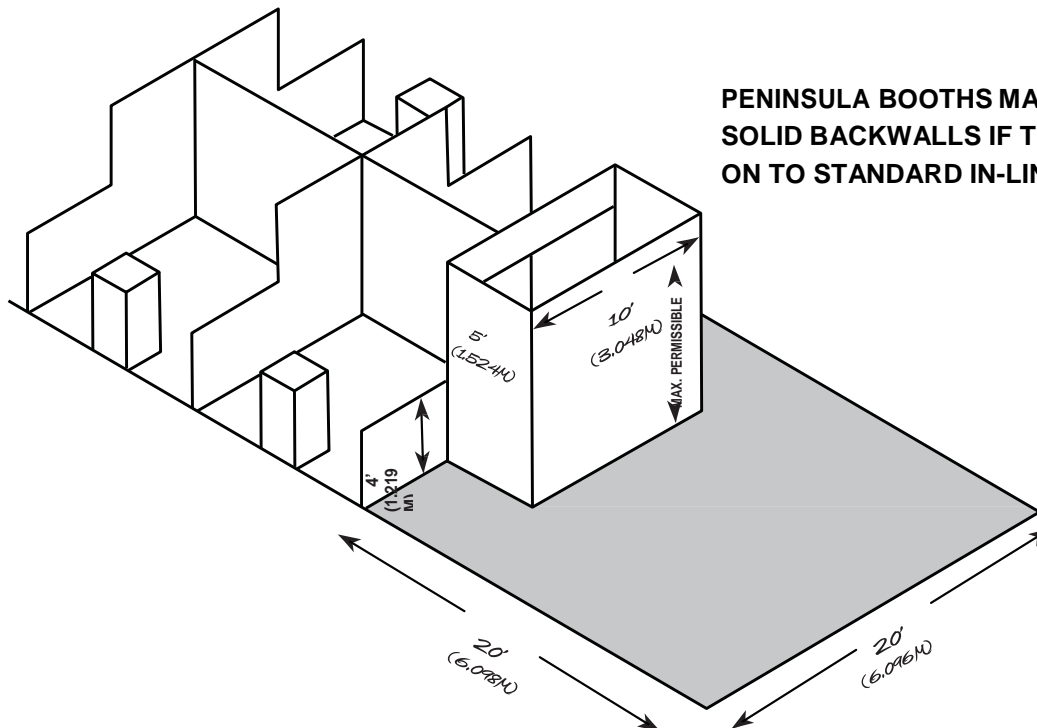 PENINSULA BOOTHS MA
SOLID BACKWALLS IF T
ON TO STANDARD IN-LIN
10'
(3.048M)
5'
(1.524M)
MAX. PERMISSIBLE
4'
(1.219
M)
20'
(6.098M)
20'
(6.096M)